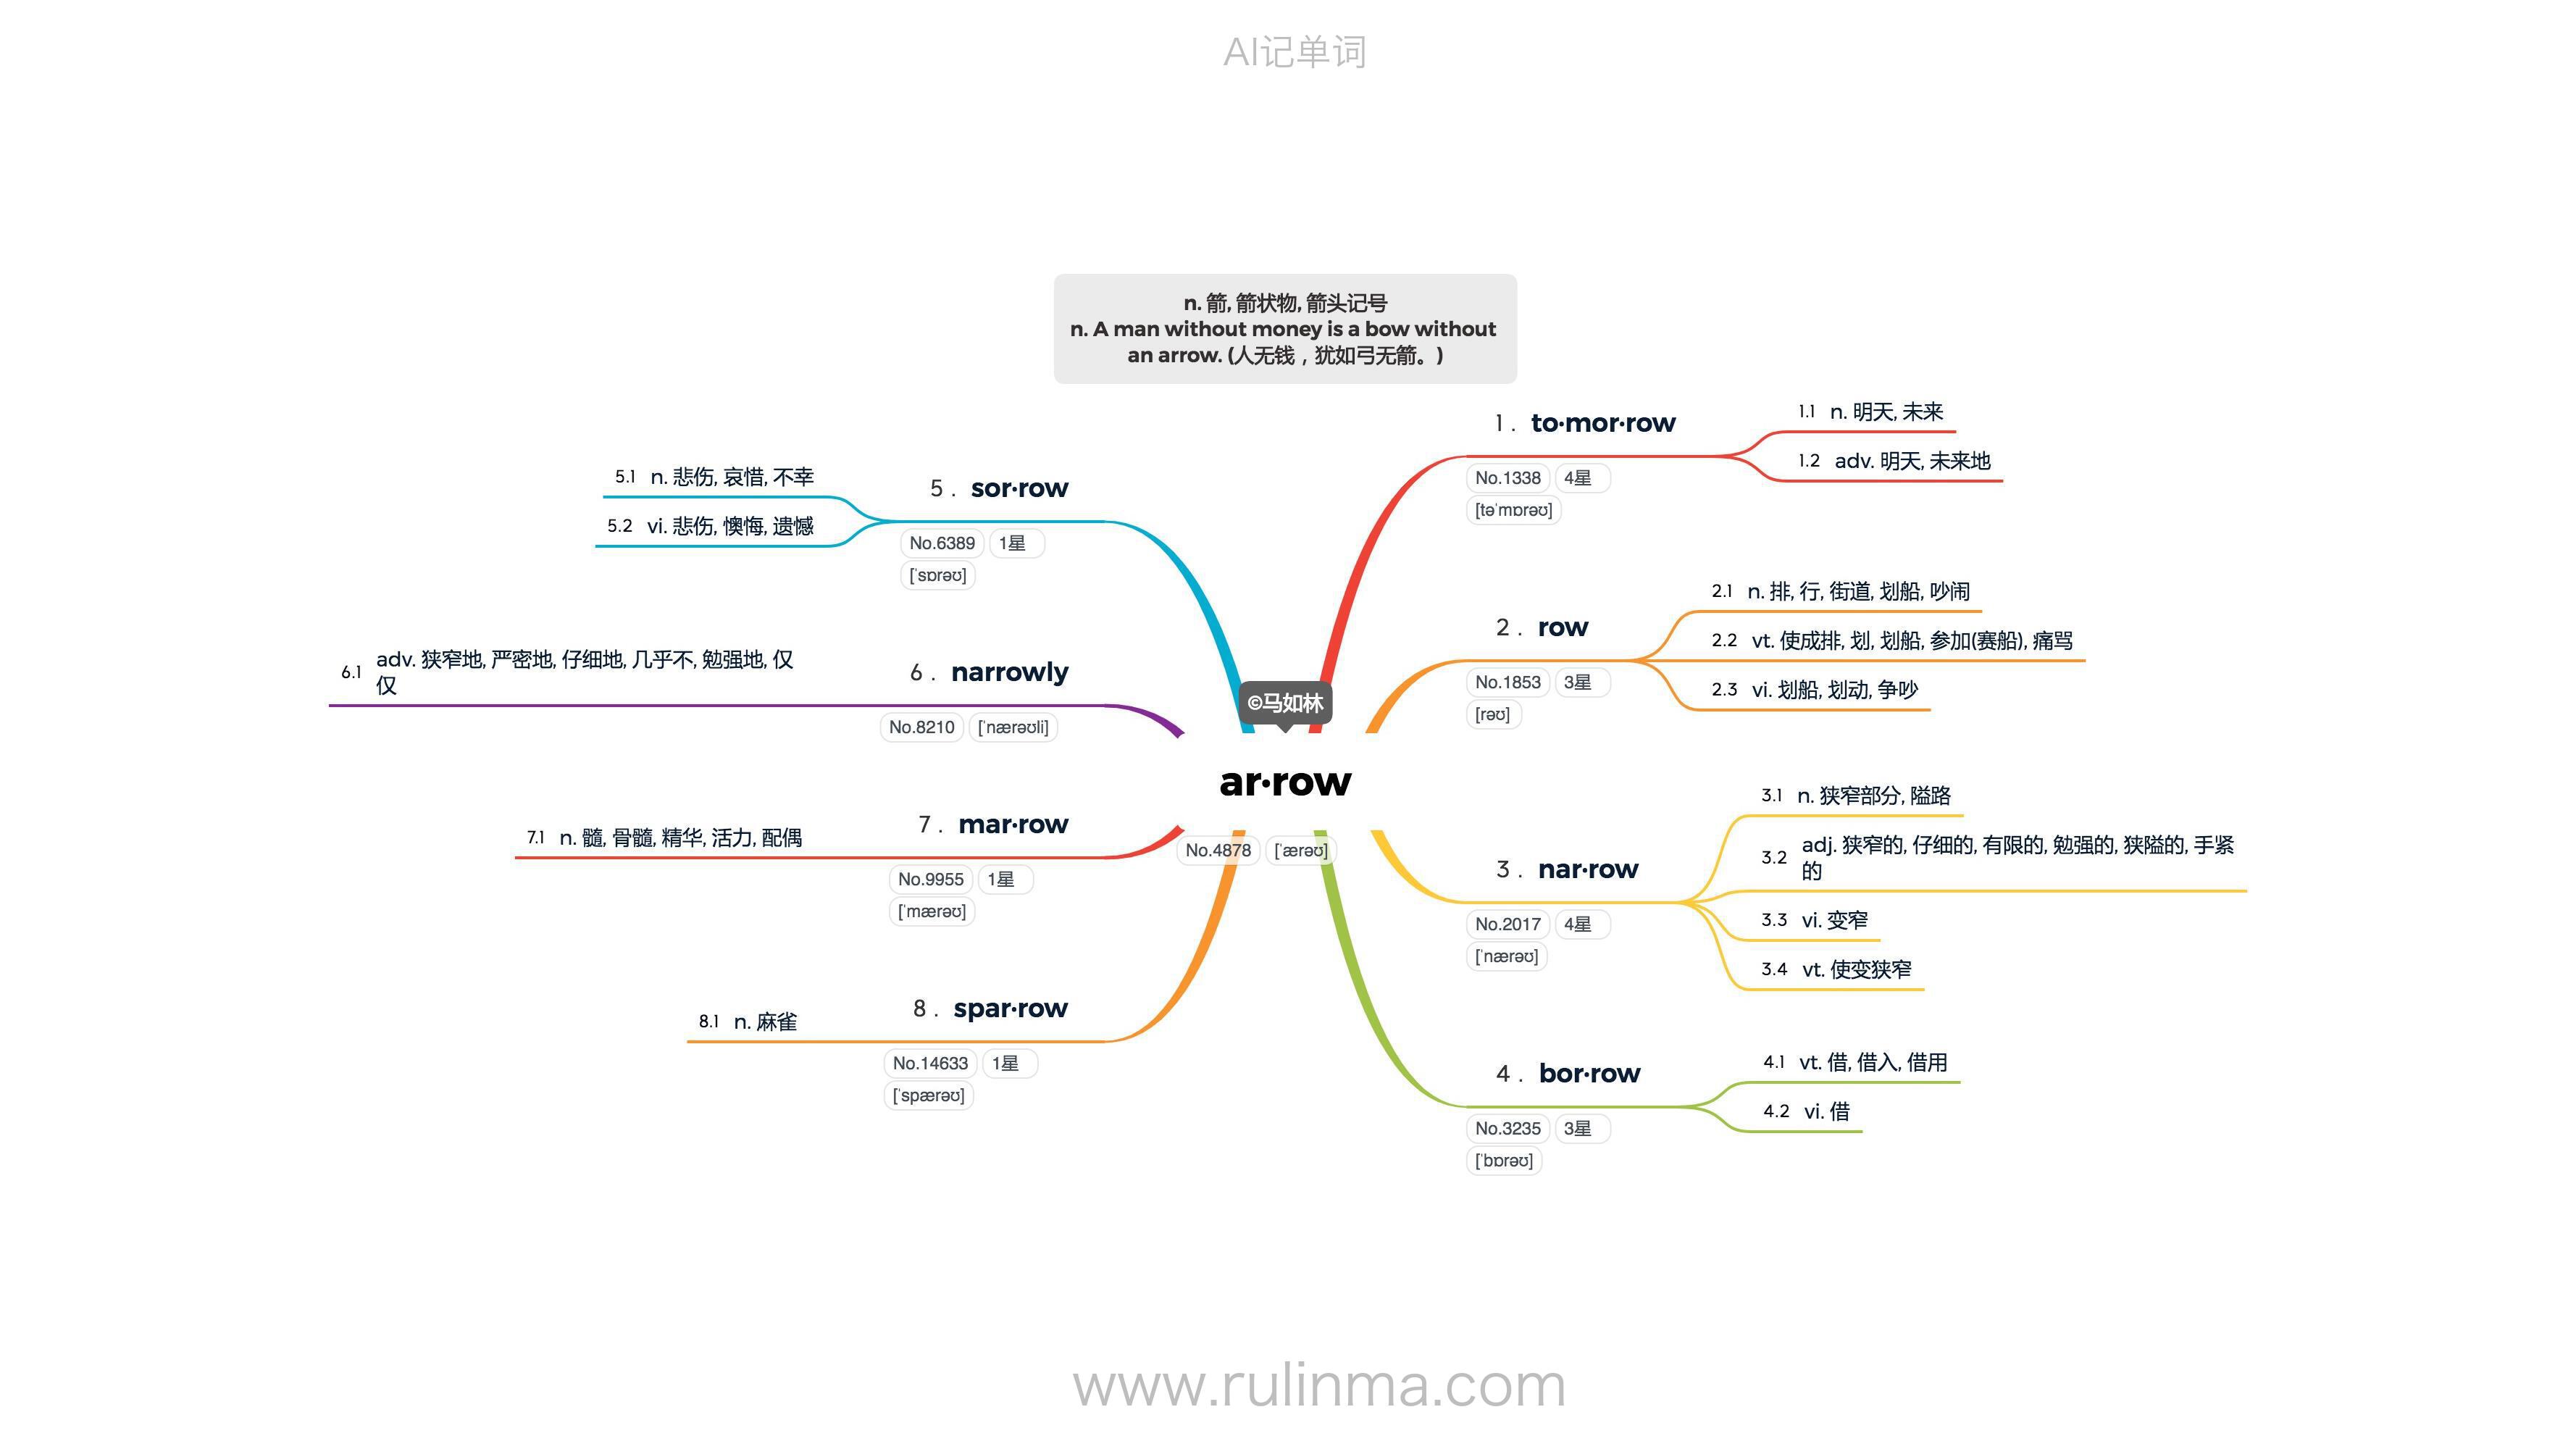 AI记单词
n. 箭, 箭状物, 箭头记号
n. A man without money is a bow without
an arrow. (人无钱，犹如弓无箭。)
©马如林
ar·row
No.4878 [ˈærəʊ]
1 . to·mor·row
No.1338 4星
[təˈmɒrəʊ]
1.1 n. 明天, 未来
1.2 adv. 明天, 未来地
2 . row
No.1853 3星
[rəʊ]
2.1 n. 排, 行, 街道, 划船, 吵闹
2.2 vt. 使成排, 划, 划船, 参加(赛船), 痛骂
2.3 vi. 划船, 划动, 争吵
3 . nar·row
No.2017 4星
[ˈnærəʊ]
3.1 n. 狭窄部分, 隘路
3.2 adj. 狭窄的, 仔细的, 有限的, 勉强的, 狭隘的, 手紧
的
3.3 vi. 变窄
3.4 vt. 使变狭窄
4 . bor·row
No.3235 3星
[ˈbɒrəʊ]
4.1 vt. 借, 借入, 借用
4.2 vi. 借
5 . sor·row
No.6389 1星
[ˈsɒrəʊ]
5.1 n. 悲伤, 哀惜, 不幸
5.2 vi. 悲伤, 懊悔, 遗憾
6 . narrowly
No.8210 [ˈnærəʊli]
6.1 adv. 狭窄地, 严密地, 仔细地, 几乎不, 勉强地, 仅
仅
7 . mar·row
No.9955 1星
[ˈmærəʊ]
7.1 n. 髓, 骨髓, 精华, 活力, 配偶
8 . spar·row
No.14633 1星
[ˈspærəʊ]
8.1 n. 麻雀
www.rulinma.com